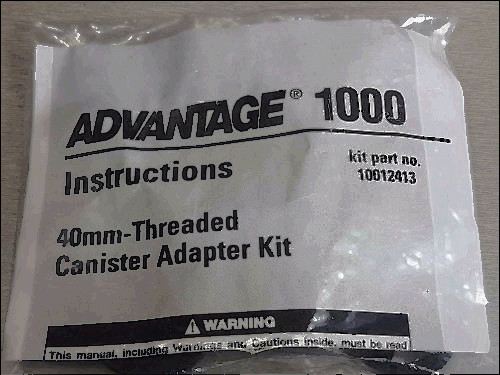 ADVANTAGE® 1000
Instructions
kit part no.
10012413
40mm-Threaded
Canister Adapter Kit
⚠ WARNING
This manual, including Warnings and Cautions inside, must be read